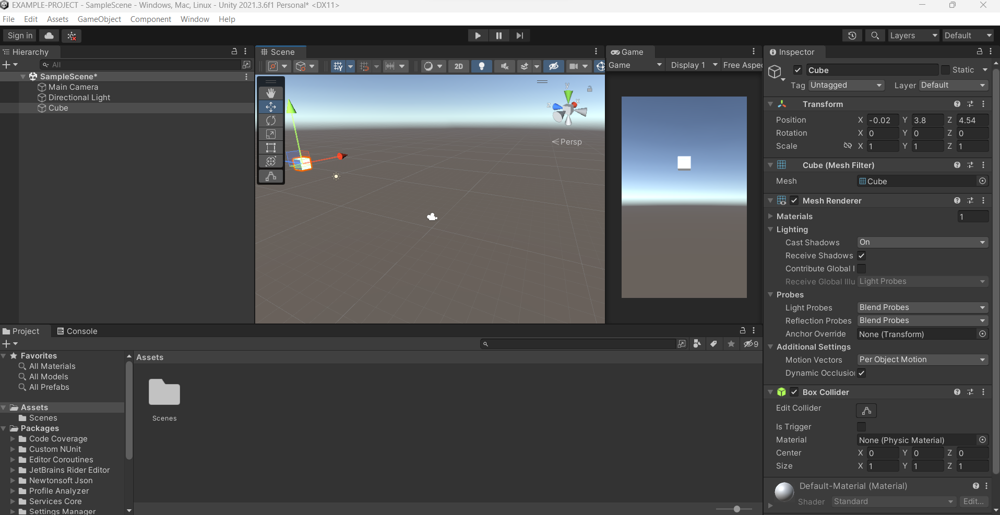 EXAMPLE-PROJECT - SampleScene - Windows, Mac, Linux - Unity 2021.3.6f1 Personal* <DX11>
File Edit Assets GameObject Component Window Help
Sign in
Layers Default
Hierarchy
All
SampleScene*
Main Camera
Directional Light
Cube
Scene
2D
y
x
z
Persp
Game
Game Display 1 Free Aspe
Inspector
Cube Static
Tag Untagged Layer Default
Transform
Position X -0.02 Y 3.8 Z 4.54
Rotation X 0 Y 0 Z 0
Scale X 1 Y 1 Z 1
Cube (Mesh Filter)
Mesh Cube
Mesh Renderer
Materials 1
Lighting
Cast Shadows On
Receive Shadows
Contribute Global I
Receive Global Illu Light Probes
Probes
Light Probes Blend Probes
Reflection Probes Blend Probes
Anchor Override None (Transform)
Additional Settings
Motion Vectors Per Object Motion
Dynamic Occlusio
Box Collider
Edit Collider
Is Trigger
Material None (Physic Material)
Center X 0 Y 0 Z 0
Size X 1 Y 1 Z 1
Default-Material (Material)
Shader Standard Edit...
Project Console
9
Favorites
All Materials
All Models
All Prefabs
Assets
Scenes
Packages
Code Coverage
Custom NUnit
Editor Coroutines
JetBrains Rider Editor
Newtonsoft Json
Profile Analyzer
Services Core
Settings Manager
Assets
Scenes